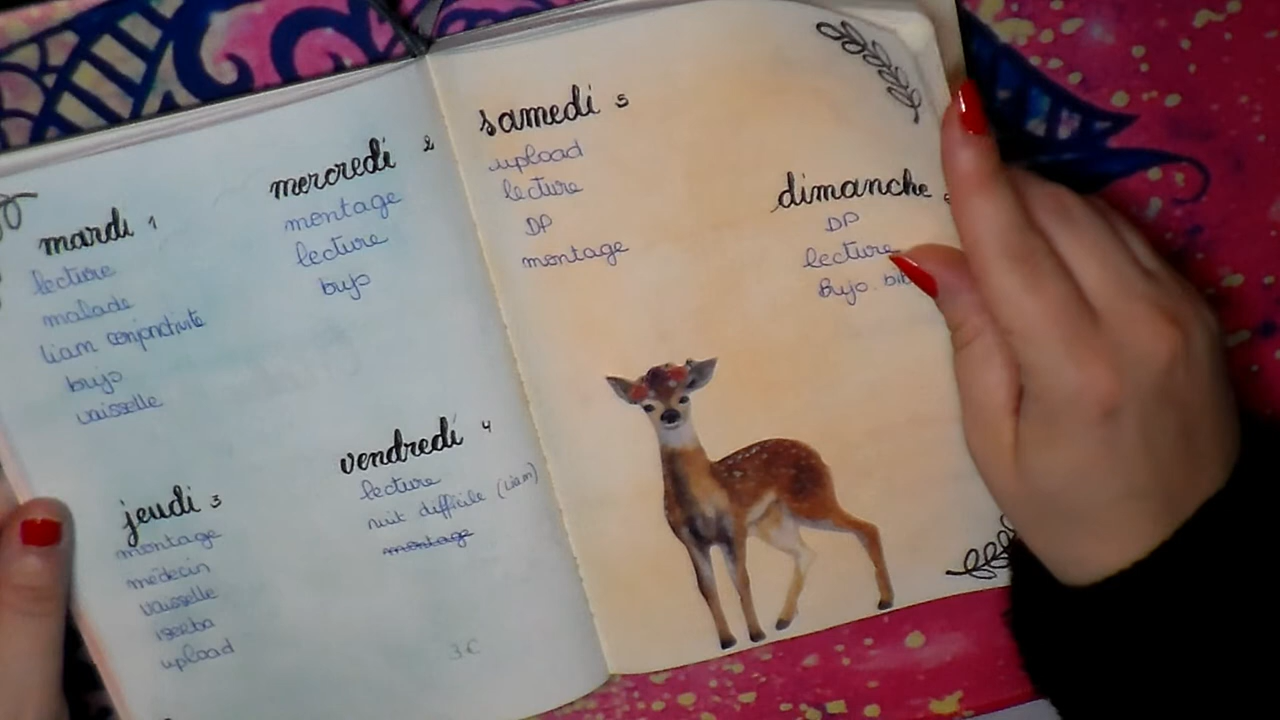 mardi 1
lecture
malade
liam conjonctivite
bujo
vaisselle
mercredi 2
montage
lecture
bujo
jeudi 3
montage
médecin
vaisselle
upload
vendredi 4
lecture
nuit difficile (Liam)
montage
3€
samedi 5
upload
lecture
DP
montage
dimanche
DP
lecture
Bujo